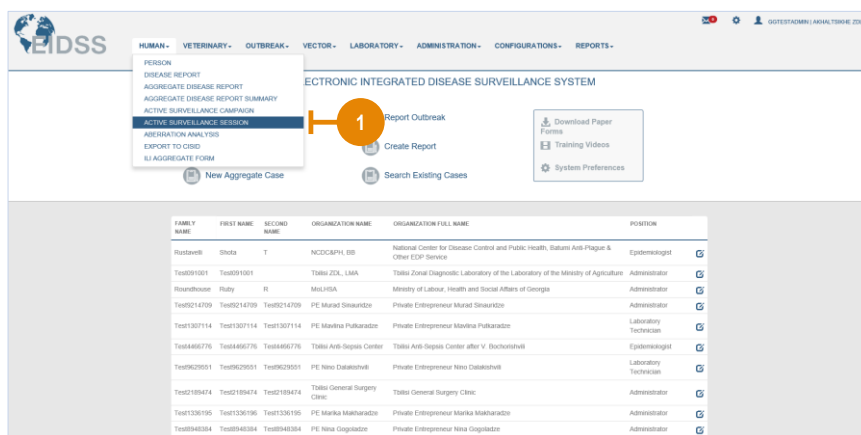 EIDSS
HUMAN VETERINARY OUTBREAK VECTOR LABORATORY ADMINISTRATION CONFIGURATIONS REPORTS
GGTESTADMIN | AKHALTSIKHE ZDL
PERSON
DISEASE REPORT
AGGREGATE DISEASE REPORT
AGGREGATE DISEASE REPORT SUMMARY
ACTIVE SURVEILLANCE CAMPAIGN
ACTIVE SURVEILLANCE SESSION
ABERRATION ANALYSIS
EXPORT TO CISID
ILI AGGREGATE FORM
ECTRONIC INTEGRATED DISEASE SURVEILLANCE SYSTEM
1
Report Outbreak
Create Report
New Aggregate Case
Search Existing Cases
Download Paper
Forms
Training Videos
System Preferences
FAMILY NAME FIRST NAME SECOND NAME ORGANIZATION NAME ORGANIZATION FULL NAME POSITION
Rustavelli Shota T NCDC&PH, BB National Center for Disease Control and Public Health, Batumi Anti-Plague & Other EDP Service Epidemiologist
Test091001 Test091001 Tbilisi ZDL, LMA Tbilisi Zonal Diagnostic Laboratory of the Laboratory of the Ministry of Agriculture Administrator
Roundhouse Ruby R MoLHSA Ministry of Labour, Health and Social Affairs of Georgia Administrator
Test9214709 Test9214709 Test9214709 PE Murad Sinauridze Private Entrepreneur Murad Sinauridze Administrator
Test1307114 Test1307114 Test1307114 PE Mavlina Putkaradze Private Entrepreneur Mavlina Putkaradze Laboratory Technician
Test4466776 Test4466776 Test4466776 Tbilisi Anti-Sepsis Center Tbilisi Anti-Sepsis Center after V. Bochorishvili Epidemiologist
Test9629551 Test9629551 Test9629551 PE Nino Datakishvili Private Entrepreneur Nino Datakishvili Laboratory Technician
Test2189474 Test2189474 Test2189474 Tbilisi General Surgery Clinic Tbilisi General Surgery Clinic Administrator
Test1336195 Test1336196 Test1336195 PE Marika Makharadze Private Entrepreneur Marika Makharadze Administrator
Test8948384 Test8948384 Test8948384 PE Nina Gogoladze Private Entrepreneur Nina Gogoladze Administrator